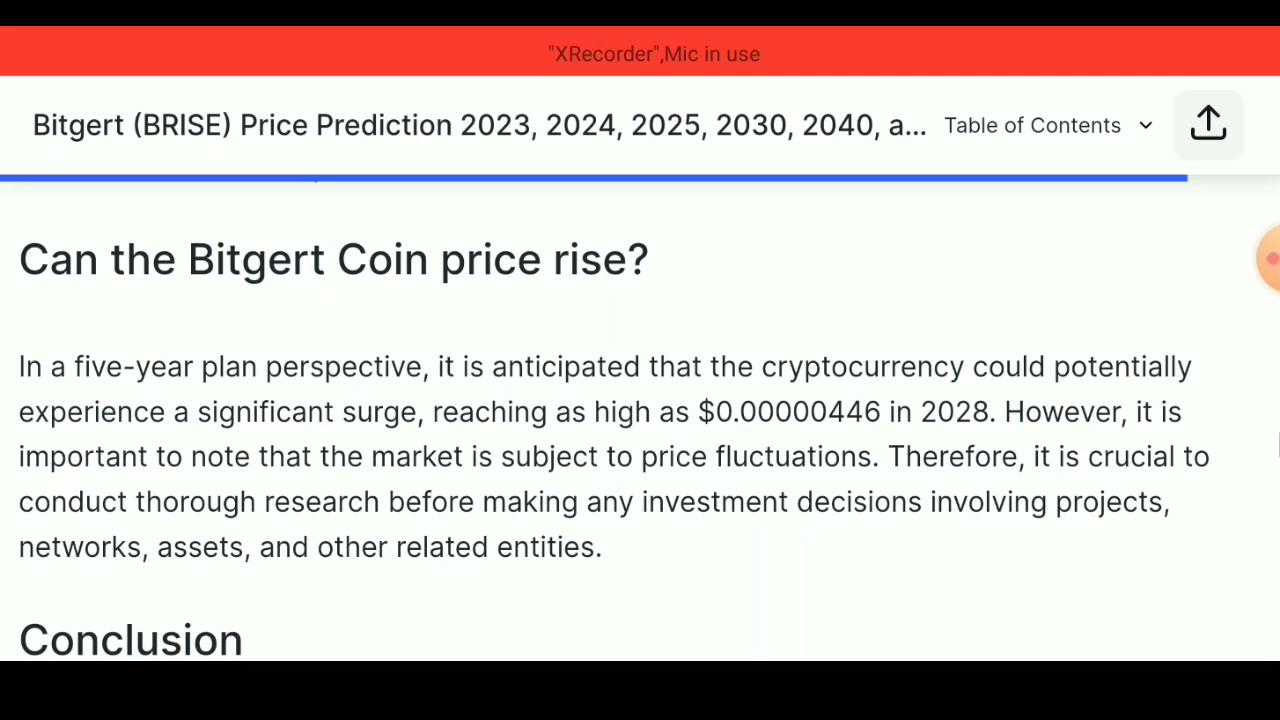 "XRecorder",Mic in use
Bitgert (BRISE) Price Prediction 2023, 2024, 2025, 2030, 2040, a... Table of Contents
Can the Bitgert Coin price rise?
In a five-year plan perspective, it is anticipated that the cryptocurrency could potentially
experience a significant surge, reaching as high as $0.00000446 in 2028. However, it is
important to note that the market is subject to price fluctuations. Therefore, it is crucial to
conduct thorough research before making any investment decisions involving projects,
networks, assets, and other related entities.
Conclusion